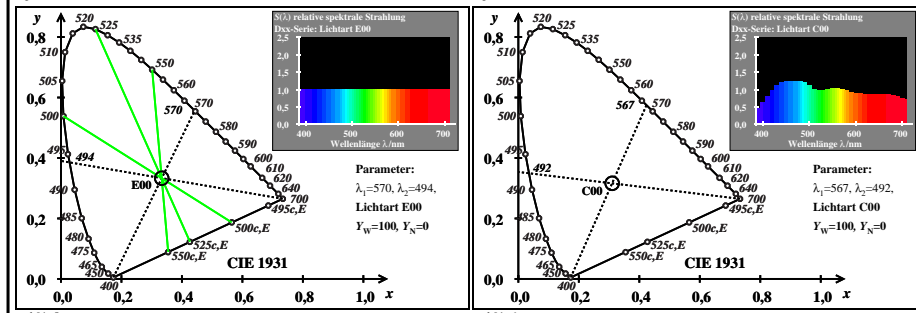 y
0,8
0,6
0,4
0,2
0,0
0,0 0,2 0,4 0,6 0,8 1,0
x
520
525
510
535
505
550
560
570
570
500
580
590
495
494
600
610
620
E00
640
700
490
495c,E
485
500c,E
480
525c,E
475
550c,E
465
450
400
CIE 1931
S(λ) relative spektrale Strahlung
Dxx-Serie: Lichtart E00
2,5
2,0
1,5
1,0
0,5
0,0
400 500 600 700
Wellenlänge λ/nm
Parameter:
λ1=570, λ2=494,
Lichtart E00
YW=100, YN=0
y
0,8
0,6
0,4
0,2
0,0
0,0 0,2 0,4 0,6 0,8 1,0
x
520
525
510
535
505
550
560
567
570
500
580
590
495
492
600
610
620
C00
640
700
490
495c,E
485
500c,E
480
525c,E
475
550c,E
465
450
400
CIE 1931
S(λ) relative spektrale Strahlung
Dxx-Serie: Lichtart C00
2,5
2,0
1,5
1,0
0,5
0,0
400 500 600 700
Wellenlänge λ/nm
Parameter:
λ1=567, λ2=492,
Lichtart C00
YW=100, YN=0